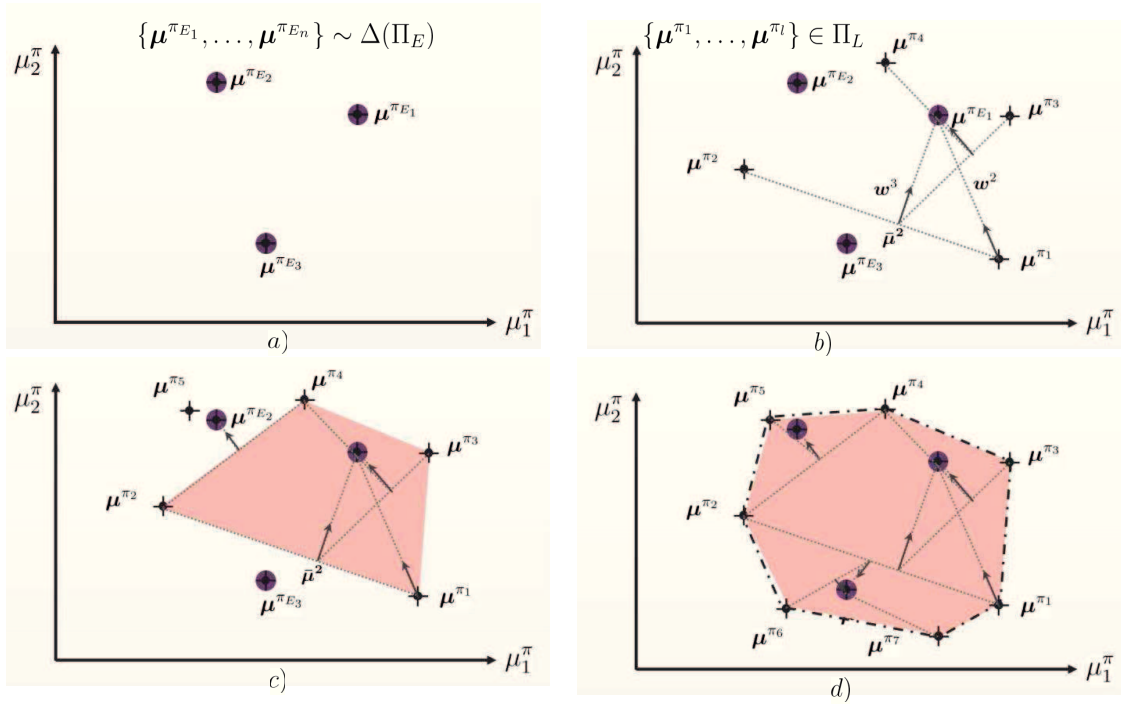 {μ^{π_{E_1}}, . . . , μ^{π_{E_n}}} ∼ Δ(Π_E)
μ_2^π
μ^{π_{E_2}}
μ^{π_{E_1}}
μ^{π_{E_3}}
μ_1^π
a)
{μ^{π_1}, . . . , μ^{π_l}} ∈ Π_L
μ_2^π
μ^{π_4}
μ^{π_{E_2}}
μ^{π_{E_1}}
μ^{π_3}
μ^{π_2}
w^3
w^2
μ̄^2
μ^{π_{E_3}}
μ^{π_1}
μ_1^π
b)
μ_2^π
μ^{π_5}
μ^{π_4}
μ^{π_{E_2}}
μ^{π_3}
μ^{π_2}
μ̄^2
μ^{π_{E_3}}
μ^{π_1}
μ_1^π
c)
μ_2^π
μ^{π_5}
μ^{π_4}
μ^{π_3}
μ^{π_2}
μ^{π_1}
μ^{π_6}
μ^{π_7}
μ_1^π
d)